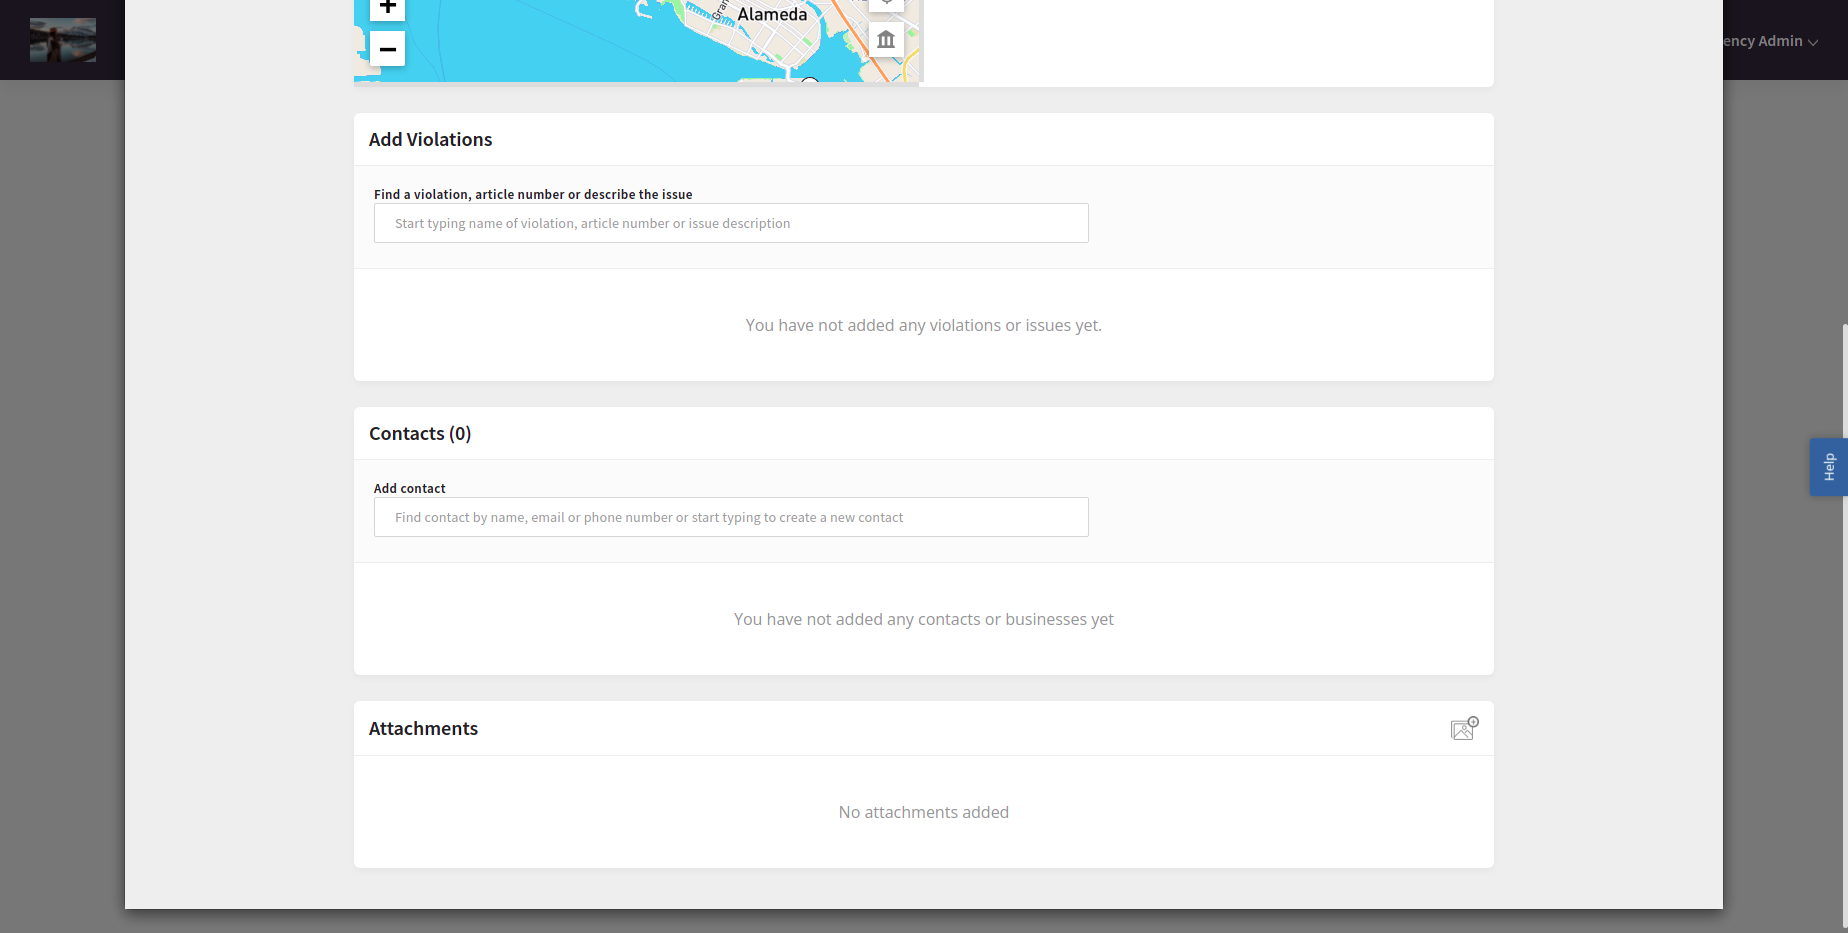 +
Alameda
Gran
−
ency Admin
Add Violations
Find a violation, article number or describe the issue
Start typing name of violation, article number or issue description
You have not added any violations or issues yet.
Contacts (0)
Add contact
Find contact by name, email or phone number or start typing to create a new contact
Help
You have not added any contacts or businesses yet
Attachments
No attachments added